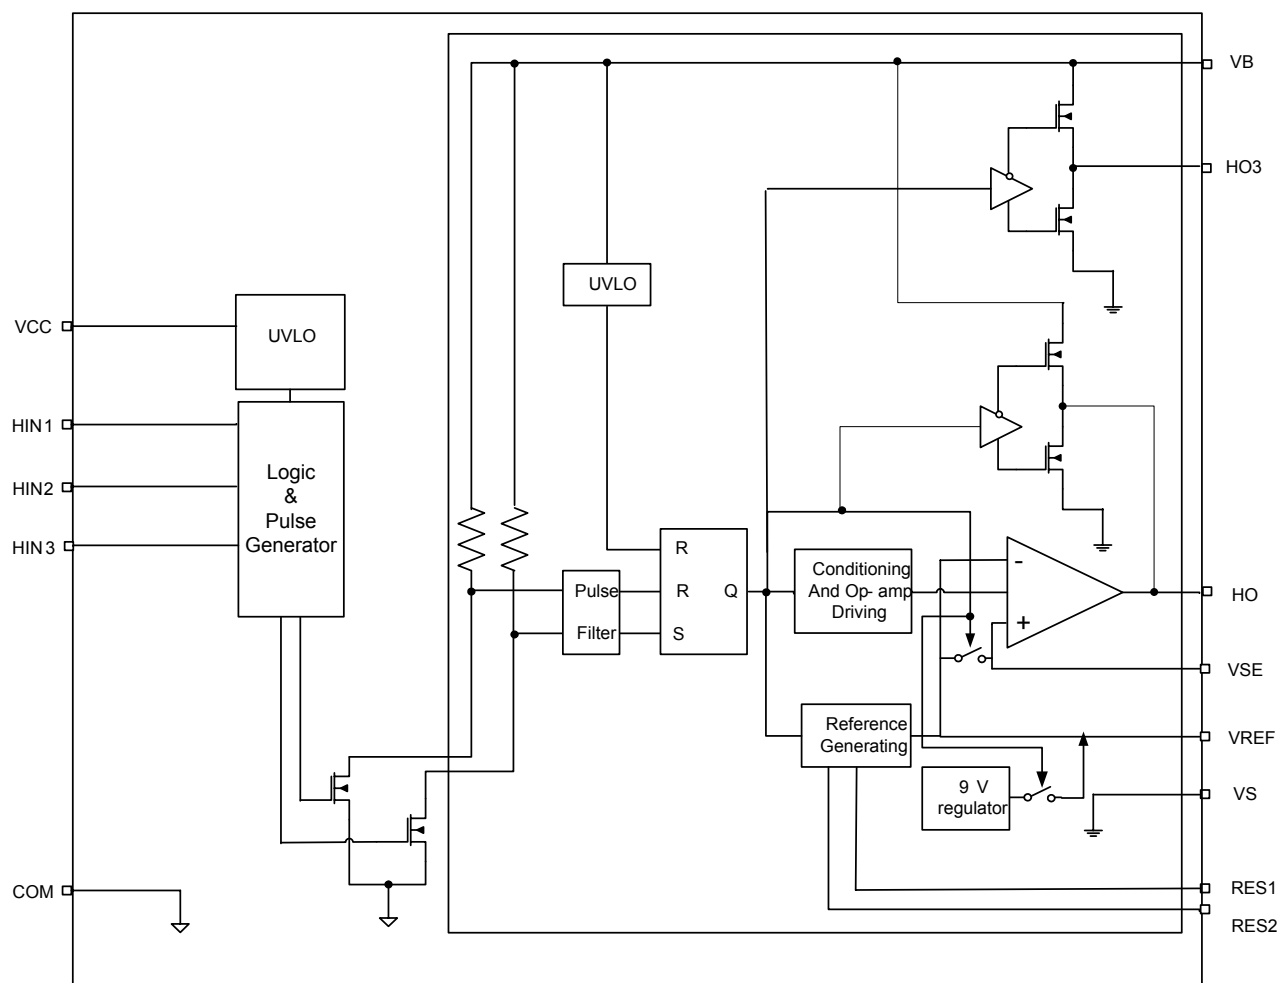 VB
HO3
UVLO
VCC
UVLO
HIN1
HIN2
HIN3
Logic
&
Pulse
Generator
R
R
S
Q
Pulse
Filter
Conditioning
And Op- amp
Driving
-
+
HO
VSE
Reference
Generating
VREF
9 V
regulator
VS
COM
RES1
RES2